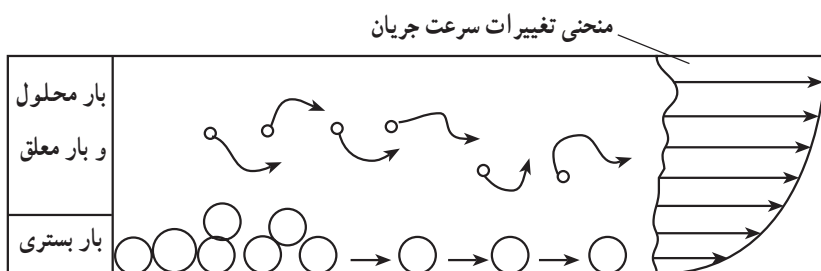 منحنی تغییرات سرعت جریان
بار محلول
و بار معلق
بار بستری